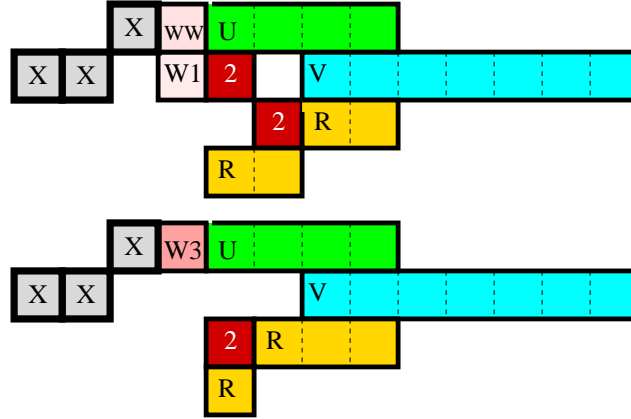 X ww U
X X W1 2 V
2 R
R
X W3 U
X X V
2 R
R